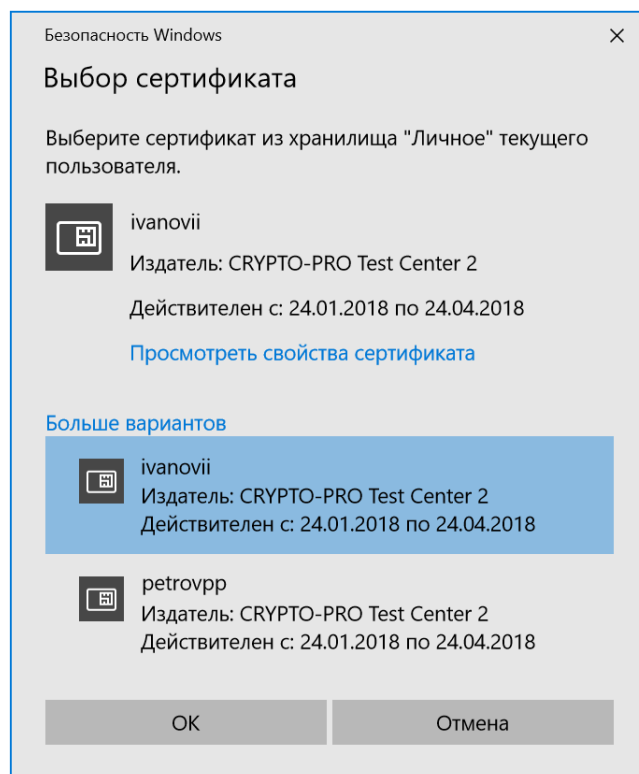 Безопасность Windows
Выбор сертификата
Выберите сертификат из хранилища "Личное" текущего
пользователя.
ivanovii
Издатель: CRYPTO-PRO Test Center 2
Действителен с: 24.01.2018 по 24.04.2018
Просмотреть свойства сертификата
Больше вариантов
ivanovii
Издатель: CRYPTO-PRO Test Center 2
Действителен с: 24.01.2018 по 24.04.2018
petrovpp
Издатель: CRYPTO-PRO Test Center 2
Действителен с: 24.01.2018 по 24.04.2018
ОК
Отмена